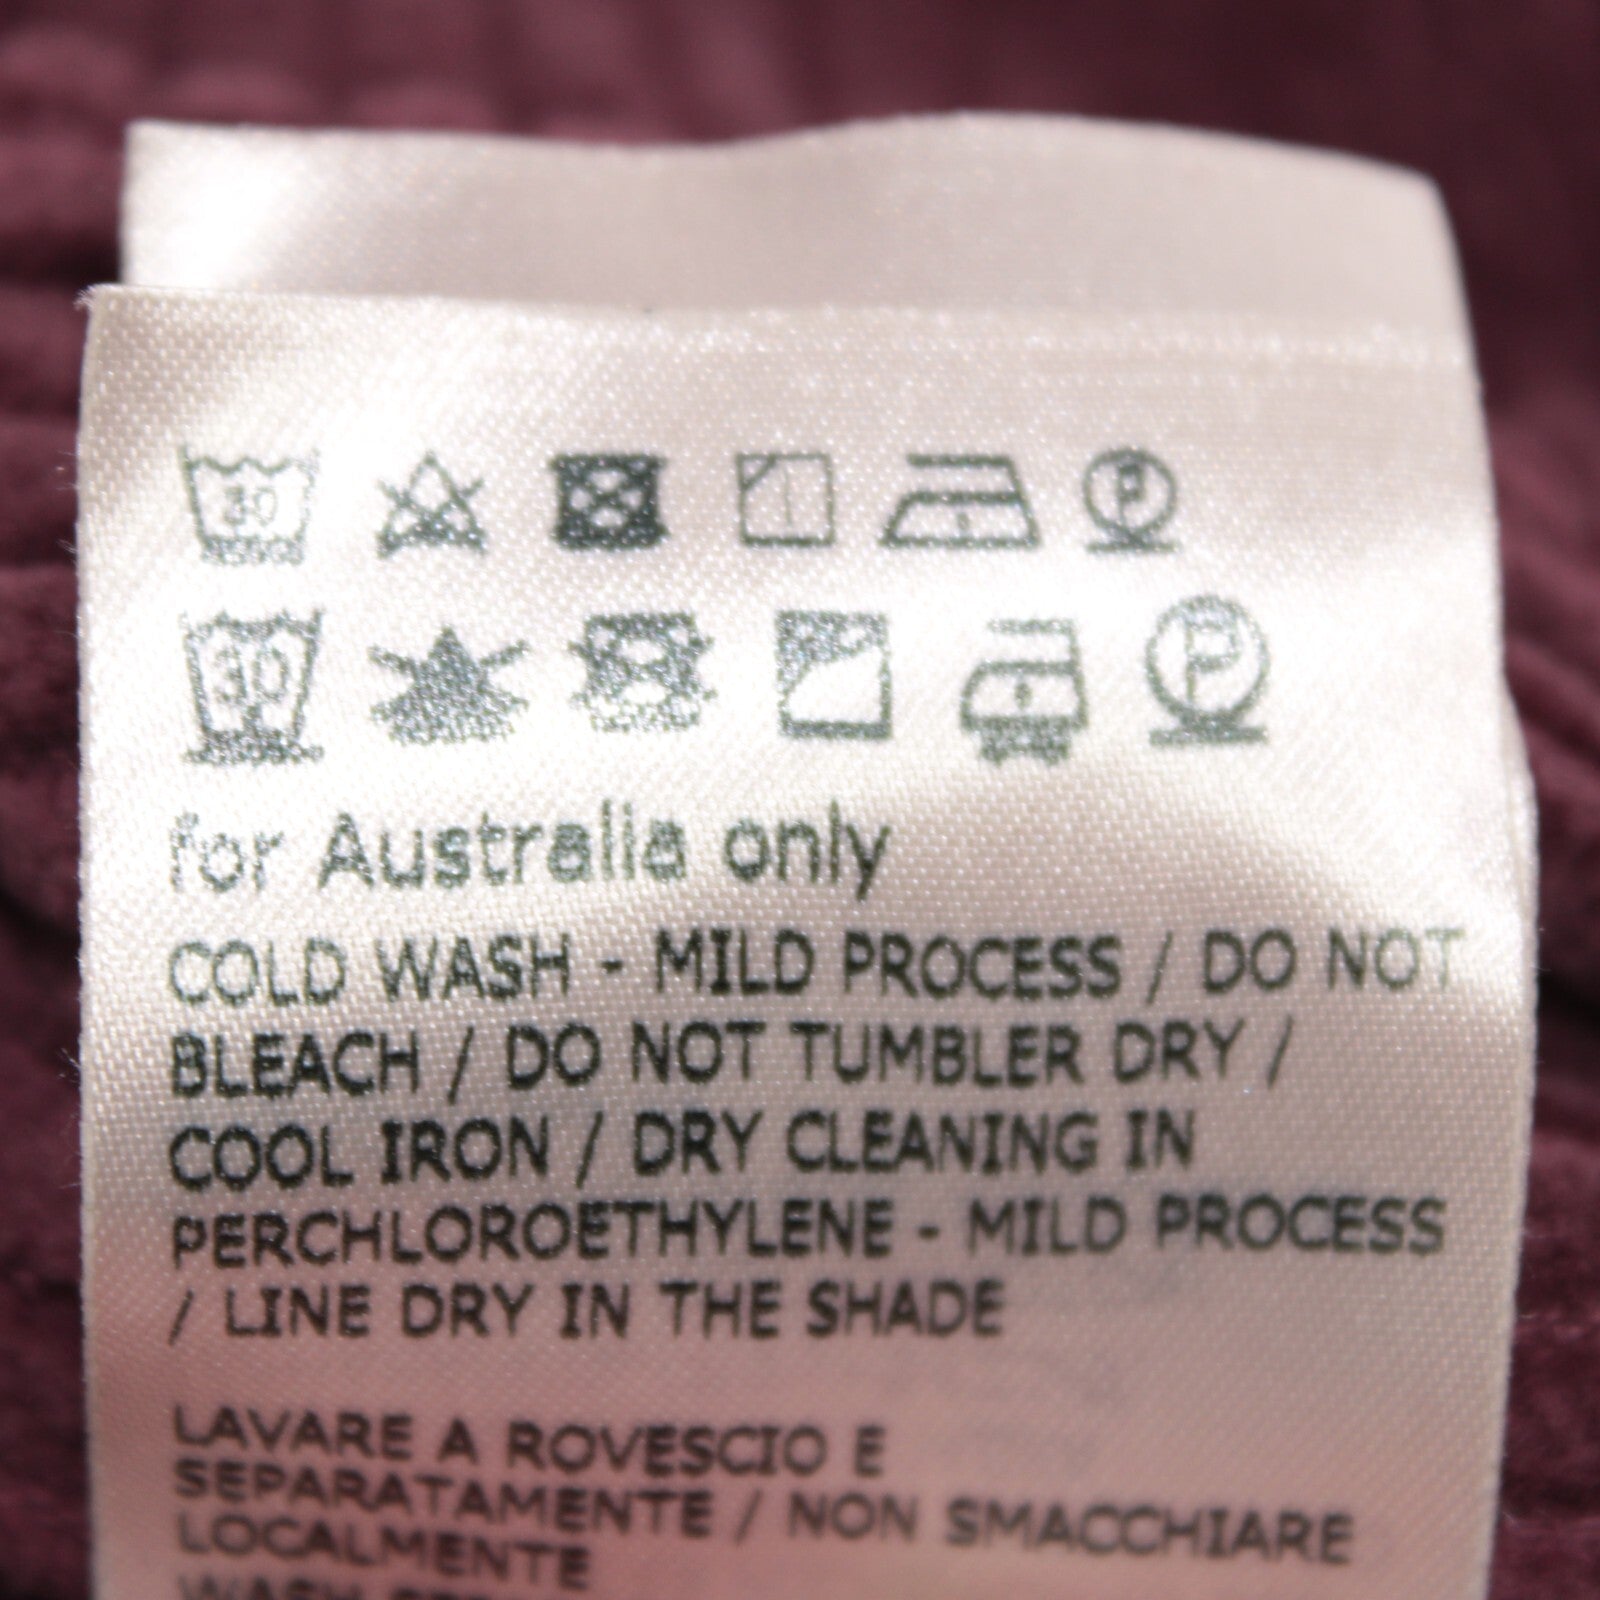 30 P
30 P
for Australia only
COLD WASH - MILD PROCESS / DO NOT
BLEACH / DO NOT TUMBLER DRY /
COOL IRON / DRY CLEANING IN
PERCHLOROETHYLENE - MILD PROCESS
/ LINE DRY IN THE SHADE
LAVARE A ROVESCIO E
SEPARATAMENTE / NON SMACCHIARE
LOCALMENTE
WASH